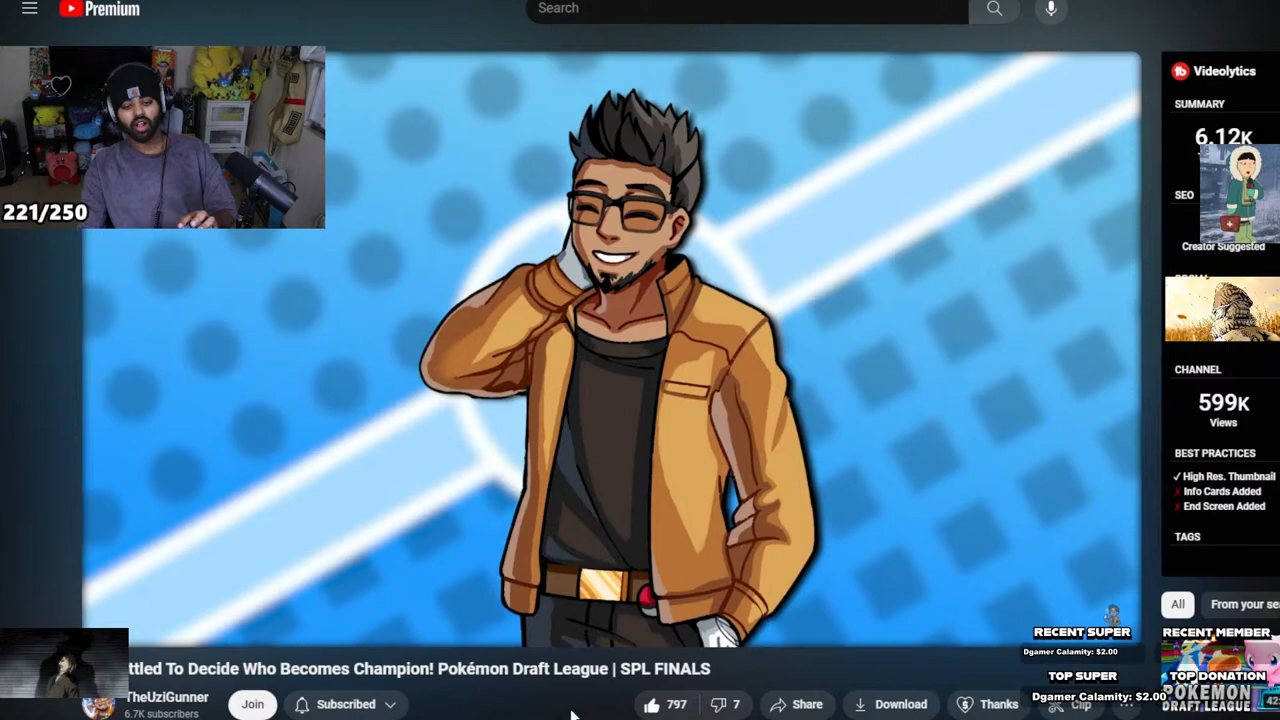 Premium
Search
221/250
Videolytics
SUMMARY
6.12K
SEO
Creator Suggested
CHANNEL
599K
Views
BEST PRACTICES
✓ High Res. Thumbnail
x Info Cards Added
x End Screen Added
TAGS
All
From your se
RECENT SUPER
Dgamer Calamity: $2.00
RECENT MEMBER
TOP SUPER
Dgamer Calamity: $2.00
TOP DONATION
POKEMON
DRAFT LEAGUE
ttled To Decide Who Becomes Champion! Pokémon Draft League | SPL FINALS
TheUziGunner
6.7K subscribers
Join
Subscribed
797
7
Share
Download
Thanks
Clip